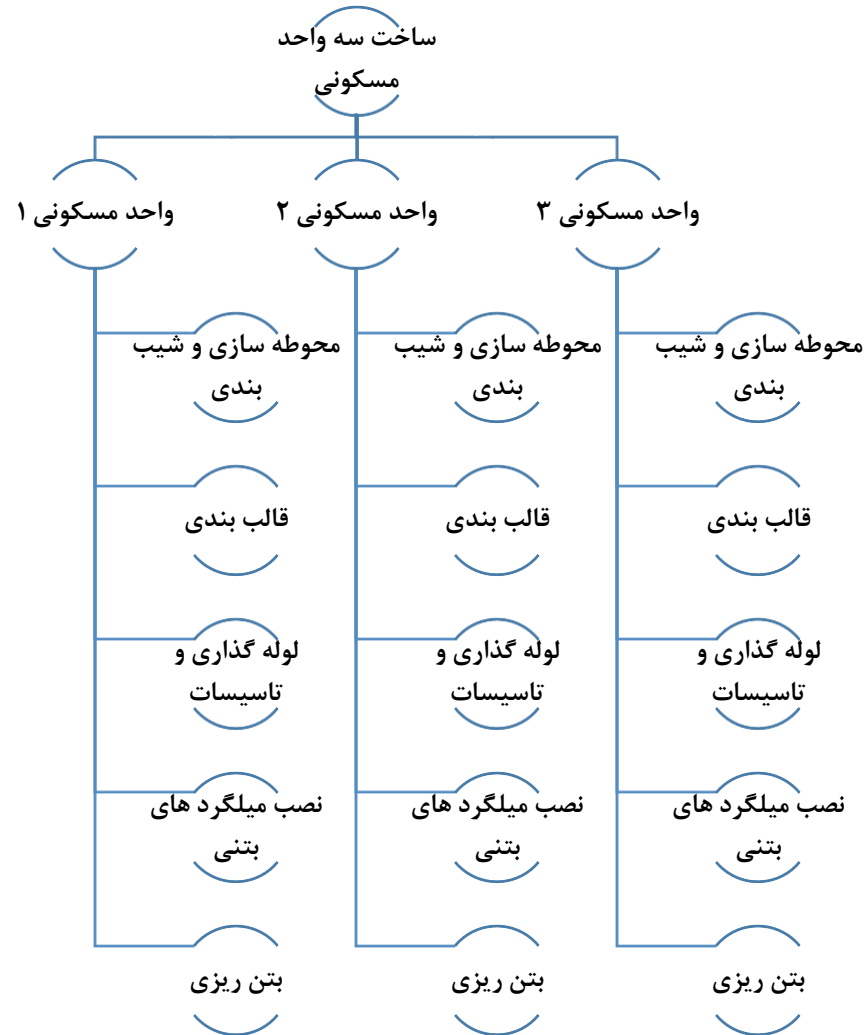 ساخت سه واحد
مسکونی
واحد مسکونی ۱
واحد مسکونی ۲
واحد مسکونی ۳
محوطه سازی و شیب
بندی
محوطه سازی و شیب
بندی
محوطه سازی و شیب
بندی
قالب بندی
قالب بندی
قالب بندی
لوله گذاری و
تاسیسات
لوله گذاری و
تاسیسات
لوله گذاری و
تاسیسات
نصب میلگرد های
بتنی
نصب میلگرد های
بتنی
نصب میلگرد های
بتنی
بتن ریزی
بتن ریزی
بتن ریزی